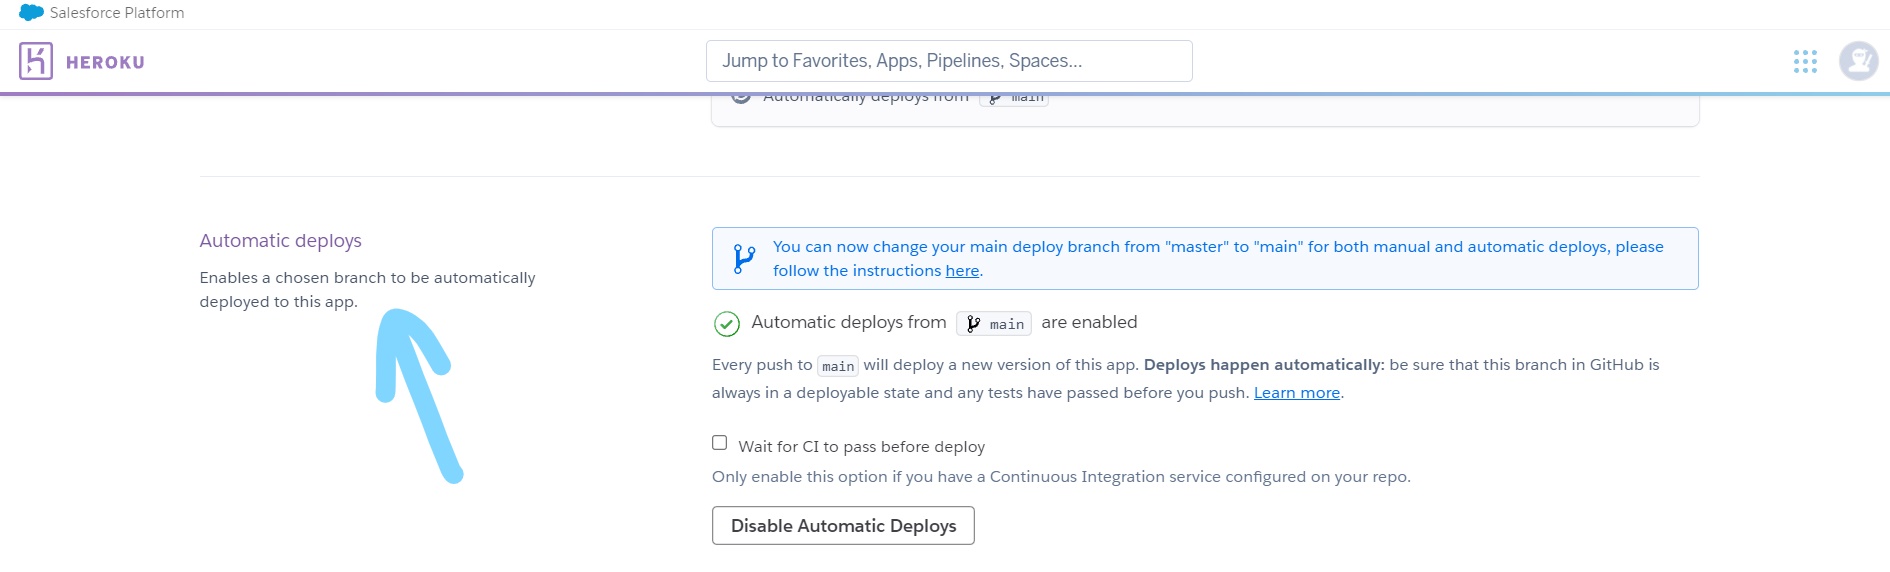 Salesforce Platform
HEROKU
Jump to Favorites, Apps, Pipelines, Spaces...
Automatically deploys from main
Automatic deploys
Enables a chosen branch to be automatically
deployed to this app.
You can now change your main deploy branch from "master" to "main" for both manual and automatic deploys, please
follow the instructions here.
Automatic deploys from main are enabled
Every push to main will deploy a new version of this app. Deploys happen automatically: be sure that this branch in GitHub is
always in a deployable state and any tests have passed before you push. Learn more.
Wait for CI to pass before deploy
Only enable this option if you have a Continuous Integration service configured on your repo.
Disable Automatic Deploys